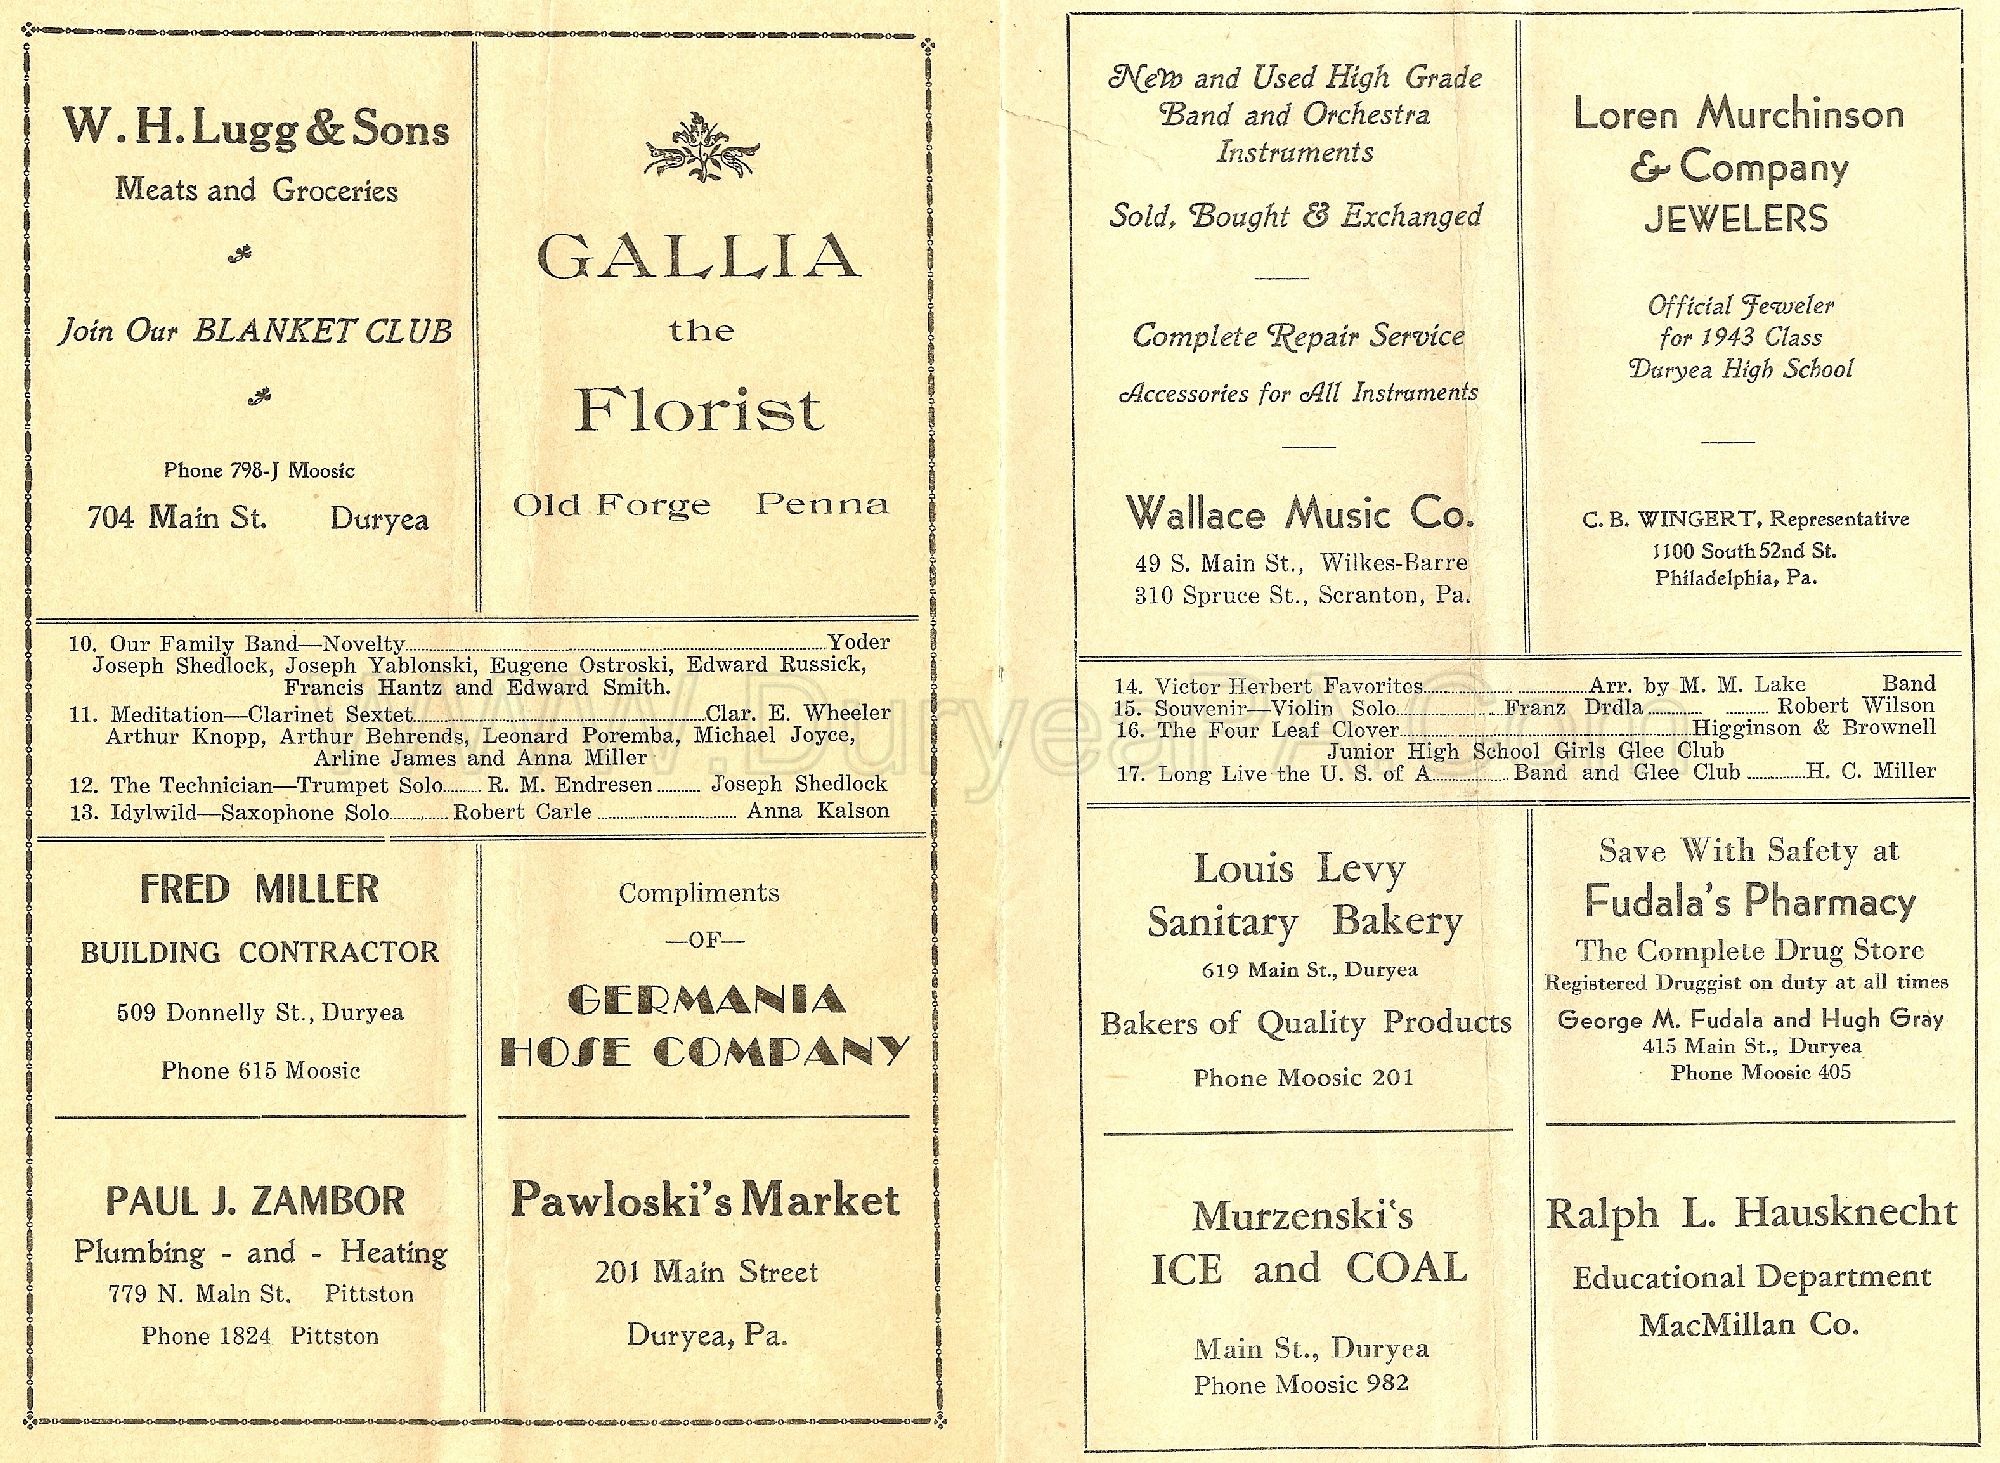 W. H. Lugg & Sons
Meats and Groceries
Join Our BLANKET CLUB
Phone 798-J Moosic
704 Main St. Duryea
GALLIA
the
Florist
Old Forge Penna
10. Our Family Band—Novelty Yoder
Joseph Shedlock, Joseph Yablonski, Eugene Ostroski, Edward Russick,
Francis Hantz and Edward Smith.
11. Meditation—Clarinet Sextet Clar. E. Wheeler
Arthur Knopp, Arthur Behrends, Leonard Poremba, Michael Joyce,
Arline James and Anna Miller
12. The Technician—Trumpet Solo R. M. Endresen Joseph Shedlock
13. Idylwild—Saxophone Solo Robert Carle Anna Kalson
FRED MILLER
BUILDING CONTRACTOR
509 Donnelly St., Duryea
Phone 615 Moosic
Compliments
—OF—
GERMANIA
HOSE COMPANY
PAUL J. ZAMBOR
Plumbing - and - Heating
779 N. Main St. Pittston
Phone 1824 Pittston
Pawloski's Market
201 Main Street
Duryea, Pa.
New and Used High Grade
Band and Orchestra
Instruments
Sold, Bought & Exchanged
Complete Repair Service
Accessories for All Instruments
Wallace Music Co.
49 S. Main St., Wilkes-Barre
310 Spruce St., Scranton, Pa.
Loren Murchinson
& Company
JEWELERS
Official Jeweler
for 1943 Class
Duryea High School
C. B. WINGERT, Representative
1100 South 52nd St.
Philadelphia, Pa.
14. Victor Herbert Favorites Arr. by M. M. Lake Band
15. Souvenir—Violin Solo Franz Drdla Robert Wilson
16. The Four Leaf Clover Higginson & Brownell
Junior High School Girls Glee Club
17. Long Live the U. S. of A. Band and Glee Club H. C. Miller
Louis Levy
Sanitary Bakery
619 Main St., Duryea
Bakers of Quality Products
Phone Moosic 201
Save With Safety at
Fudala's Pharmacy
The Complete Drug Store
Registered Druggist on duty at all times
George M. Fudala and Hugh Gray
415 Main St., Duryea
Phone Moosic 405
Murzenski's
ICE and COAL
Main St., Duryea
Phone Moosic 982
Ralph L. Hausknecht
Educational Department
MacMillan Co.
www.DuryeaPA.com